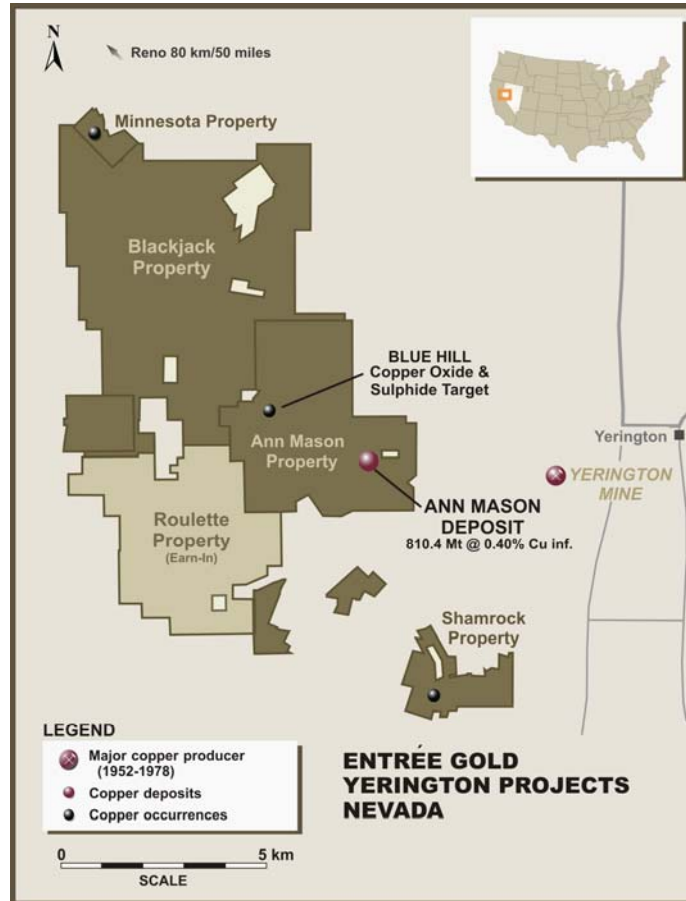 N
Reno 80 km/50 miles
Minnesota Property
Blackjack
Property
BLUE HILL
Copper Oxide &
Sulphide Target
Yerington
Ann Mason
Property
YERINGTON
MINE
ANN MASON
DEPOSIT
810.4 Mt @ 0.40% Cu inf.
Roulette
Property
(Earn-In)
Shamrock
Property
LEGEND
Major copper producer
(1952-1978)
Copper deposits
Copper occurrences
0 5 km
SCALE
ENTRÉE GOLD
YERINGTON PROJECTS
NEVADA